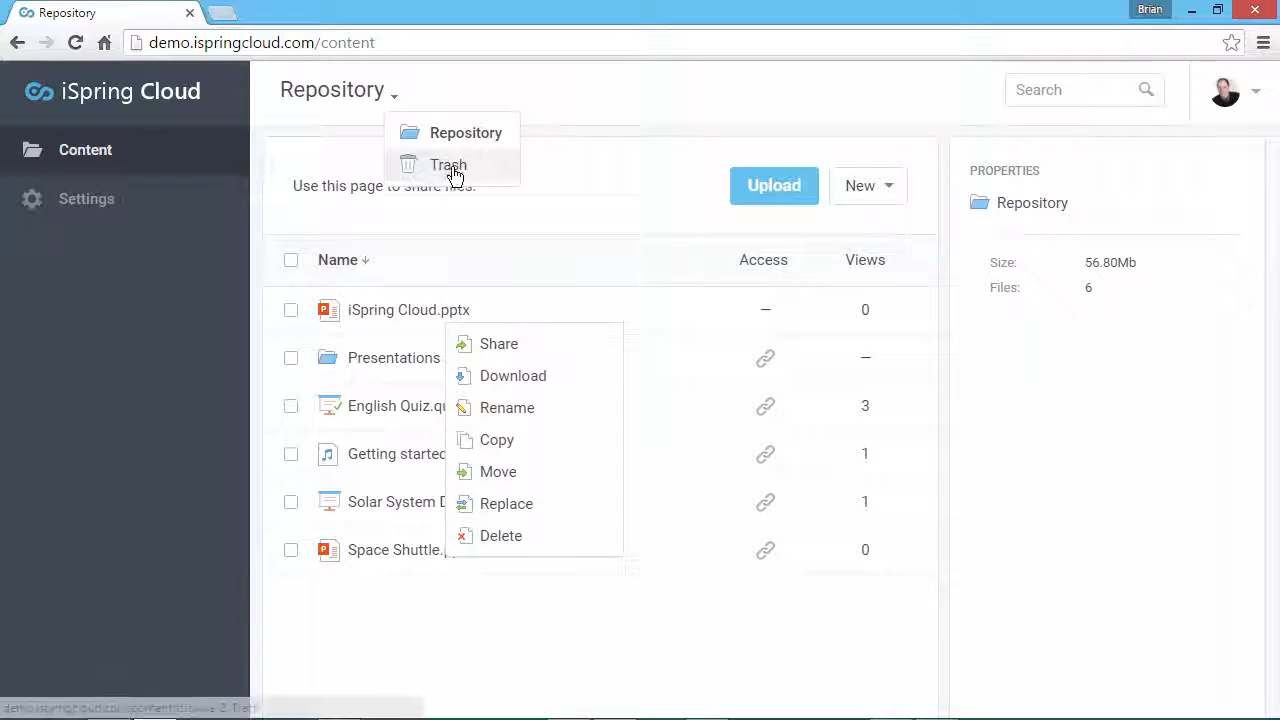 Repository
Brian
demo.ispringcloud.com/content
iSpring Cloud
Content
Settings
Repository
Search
Repository
Trash
Use this page to share files.
Upload
New
Name
Access
Views
iSpring Cloud.pptx
—
0
Presentations
—
English Quiz.qu
3
Getting started
1
Solar System D
1
Space Shuttle.p
0
Share
Download
Rename
Copy
Move
Replace
Delete
PROPERTIES
Repository
Size: 56.80Mb
Files: 6